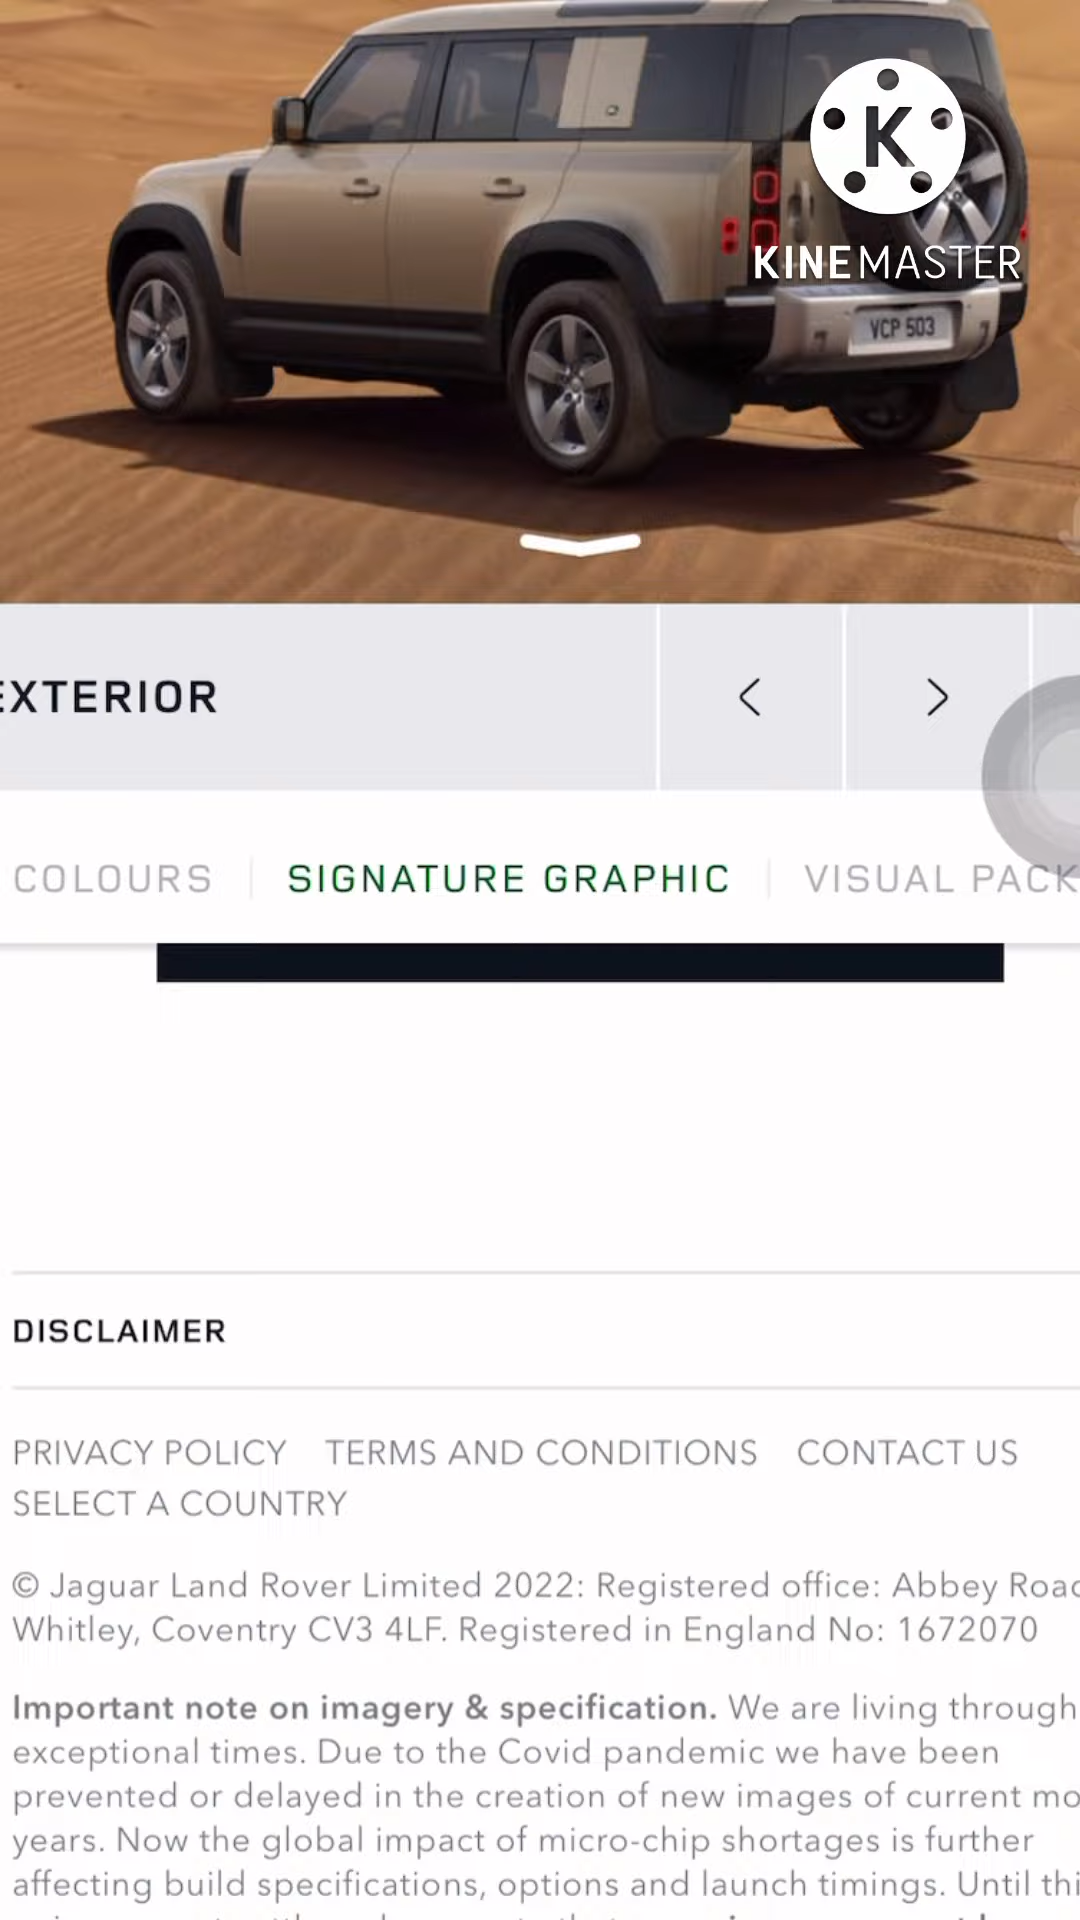 K
KINEMASTER
VCP 503
EXTERIOR
COLOURS SIGNATURE GRAPHIC VISUAL PACK
DISCLAIMER
PRIVACY POLICY TERMS AND CONDITIONS CONTACT US
SELECT A COUNTRY
© Jaguar Land Rover Limited 2022: Registered office: Abbey Road
Whitley, Coventry CV3 4LF. Registered in England No: 1672070
Important note on imagery & specification. We are living through
exceptional times. Due to the Covid pandemic we have been
prevented or delayed in the creation of new images of current mo
years. Now the global impact of micro-chip shortages is further
affecting build specifications, options and launch timings. Until thi